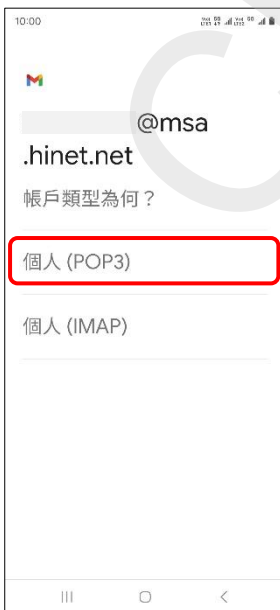 10:00
@msa
.hinet.net
帳戶類型為何？
個人 (POP3)
個人 (IMAP)